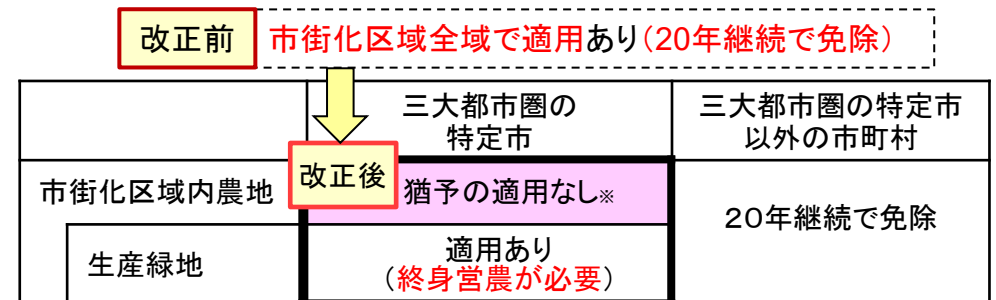 改正前 市街化区域全域で適用あり（20年継続で免除）
三大都市圏の
特定市
三大都市圏の特定市
以外の市町村
改正後
市街化区域内農地
猶予の適用なし※
20年継続で免除
生産緑地
適用あり
（終身営農が必要）